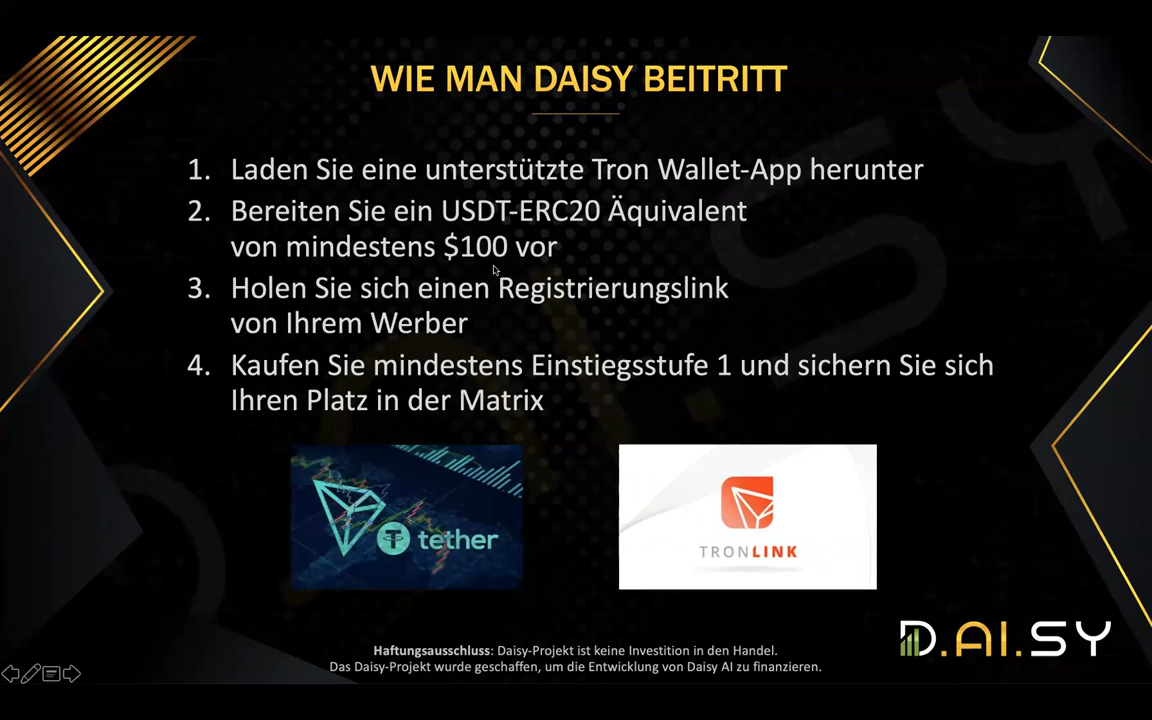 WIE MAN DAISY BEITRITT
1. Laden Sie eine unterstützte Tron Wallet-App herunter
2. Bereiten Sie ein USDT-ERC20 Äquivalent
von mindestens $100 vor
3. Holen Sie sich einen Registrierungslink
von Ihrem Werber
4. Kaufen Sie mindestens Einstiegsstufe 1 und sichern Sie sich
Ihren Platz in der Matrix
tether
TRONLINK
Haftungsausschluss: Daisy-Projekt ist keine Investition in den Handel.
Das Daisy-Projekt wurde geschaffen, um die Entwicklung von Daisy AI zu finanzieren.
D.AI.SY